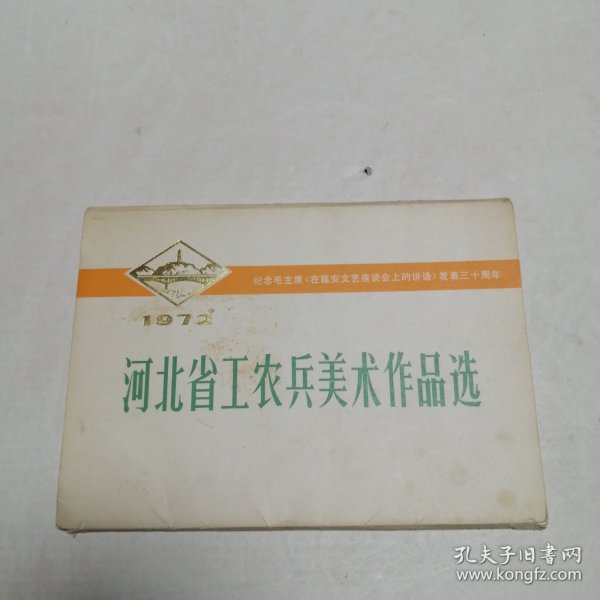 纪念毛主席《在延安文艺座谈会上的讲话》发表三十周年
1972
河北省工农兵美术作品选
孔夫子旧书网
www.kongfz.com